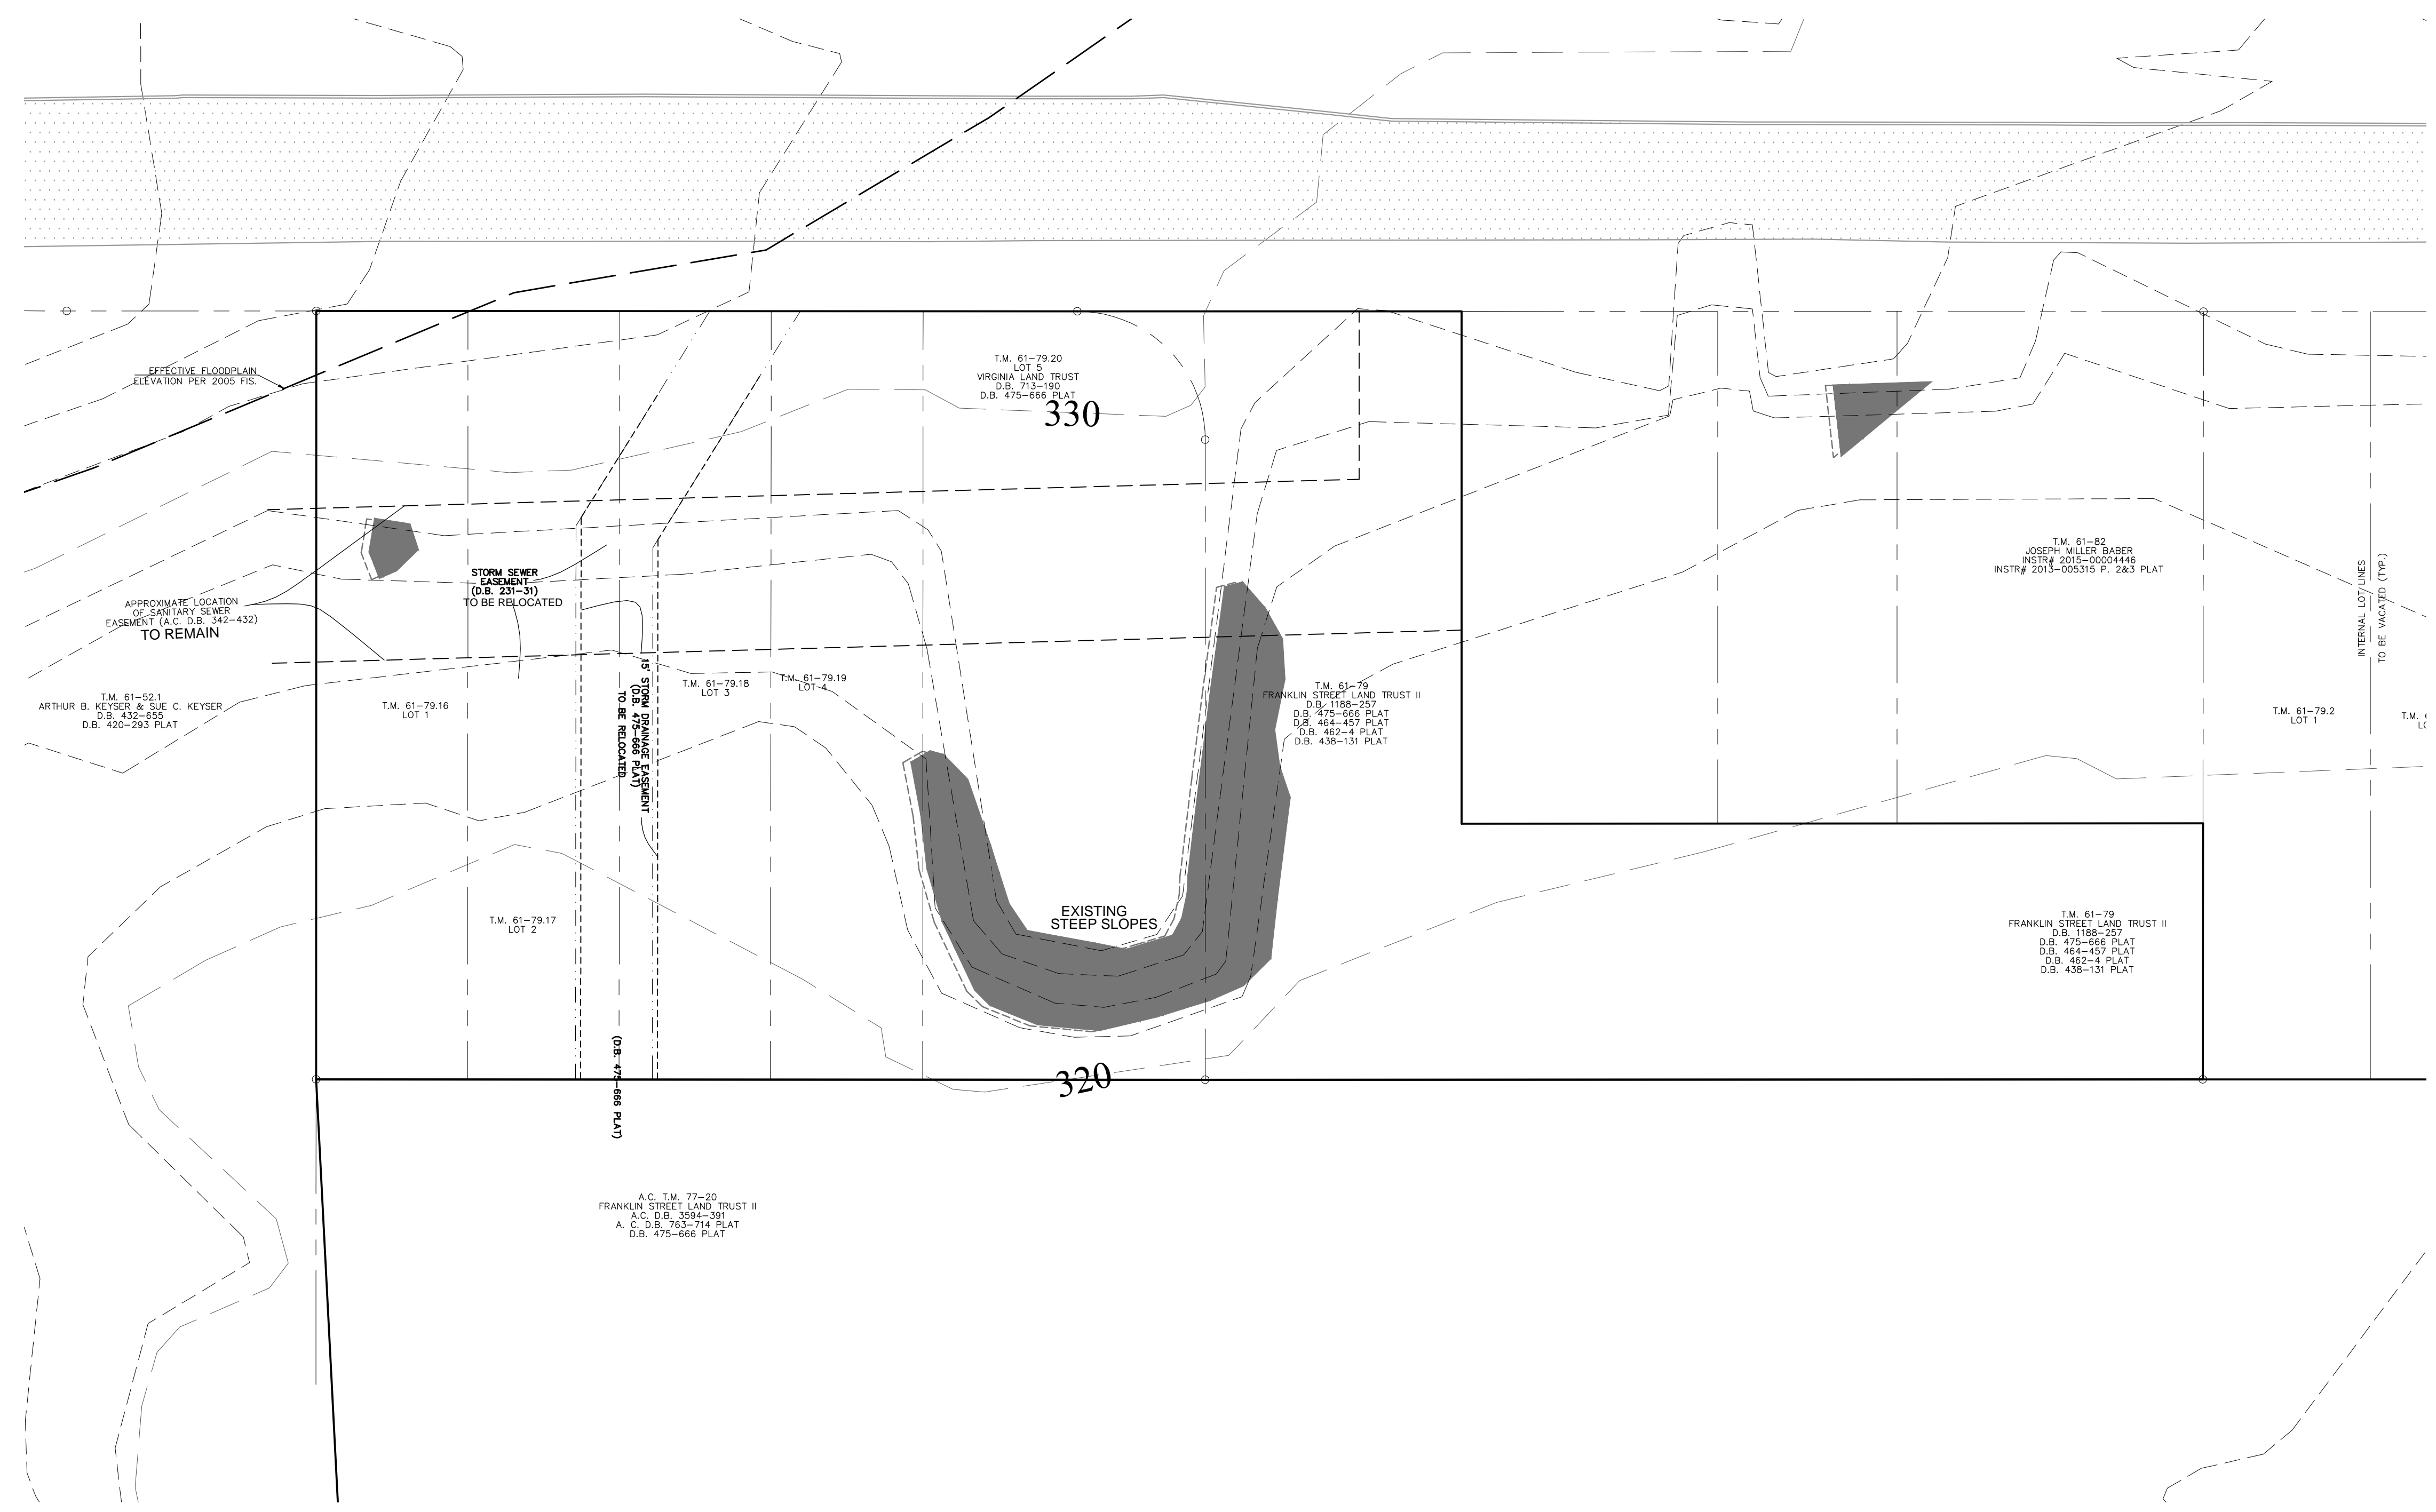 T.M. 61-79.20
LOT 5
VIRGINIA LAND TRUST
D.B. 713-190
D.B. 475-666 PLAT
330
EFFECTIVE FLOODPLAIN
ELEVATION PER 2005 FIS.
STORM SEWER
EASEMENT
(D.B. 231-31)
TO BE RELOCATED
APPROXIMATE LOCATION
OF SANITARY SEWER
EASEMENT (A.C. D.B. 342-432)
TO REMAIN
T.M. 61-82
JOSEPH MILLER BABER
INSTR# 2015-00004446
INSTR# 2013-005315 P. 2&3 PLAT
INTERNAL LOT LINES
TO BE VACATED (TYP.)
T.M. 61-52.1
ARTHUR B. KEYSER & SUE C. KEYSER
D.B. 432-655
D.B. 420-293 PLAT
T.M. 61-79.16
LOT 1
15' STORM DRAINAGE EASEMENT
(D.B. 475-666 PLAT)
TO BE RELOCATED
T.M. 61-79.18
LOT 3
T.M. 61-79.19
LOT 4
T.M. 61-79
FRANKLIN STREET LAND TRUST II
D.B. 1188-257
D.B. 475-666 PLAT
D.B. 464-457 PLAT
D.B. 462-4 PLAT
D.B. 438-131 PLAT
T.M. 61-79.2
LOT 1
T.M.
T.M. 61-79.17
LOT 2
EXISTING
STEEP SLOPES
T.M. 61-79
FRANKLIN STREET LAND TRUST II
D.B. 1188-257
D.B. 475-666 PLAT
D.B. 464-457 PLAT
D.B. 462-4 PLAT
D.B. 438-131 PLAT
(D.B. 475-666 PLAT)
320
A.C. T.M. 77-20
FRANKLIN STREET LAND TRUST II
A.C. D.B. 3594-391
A. C. D.B. 763-714 PLAT
D.B. 475-666 PLAT